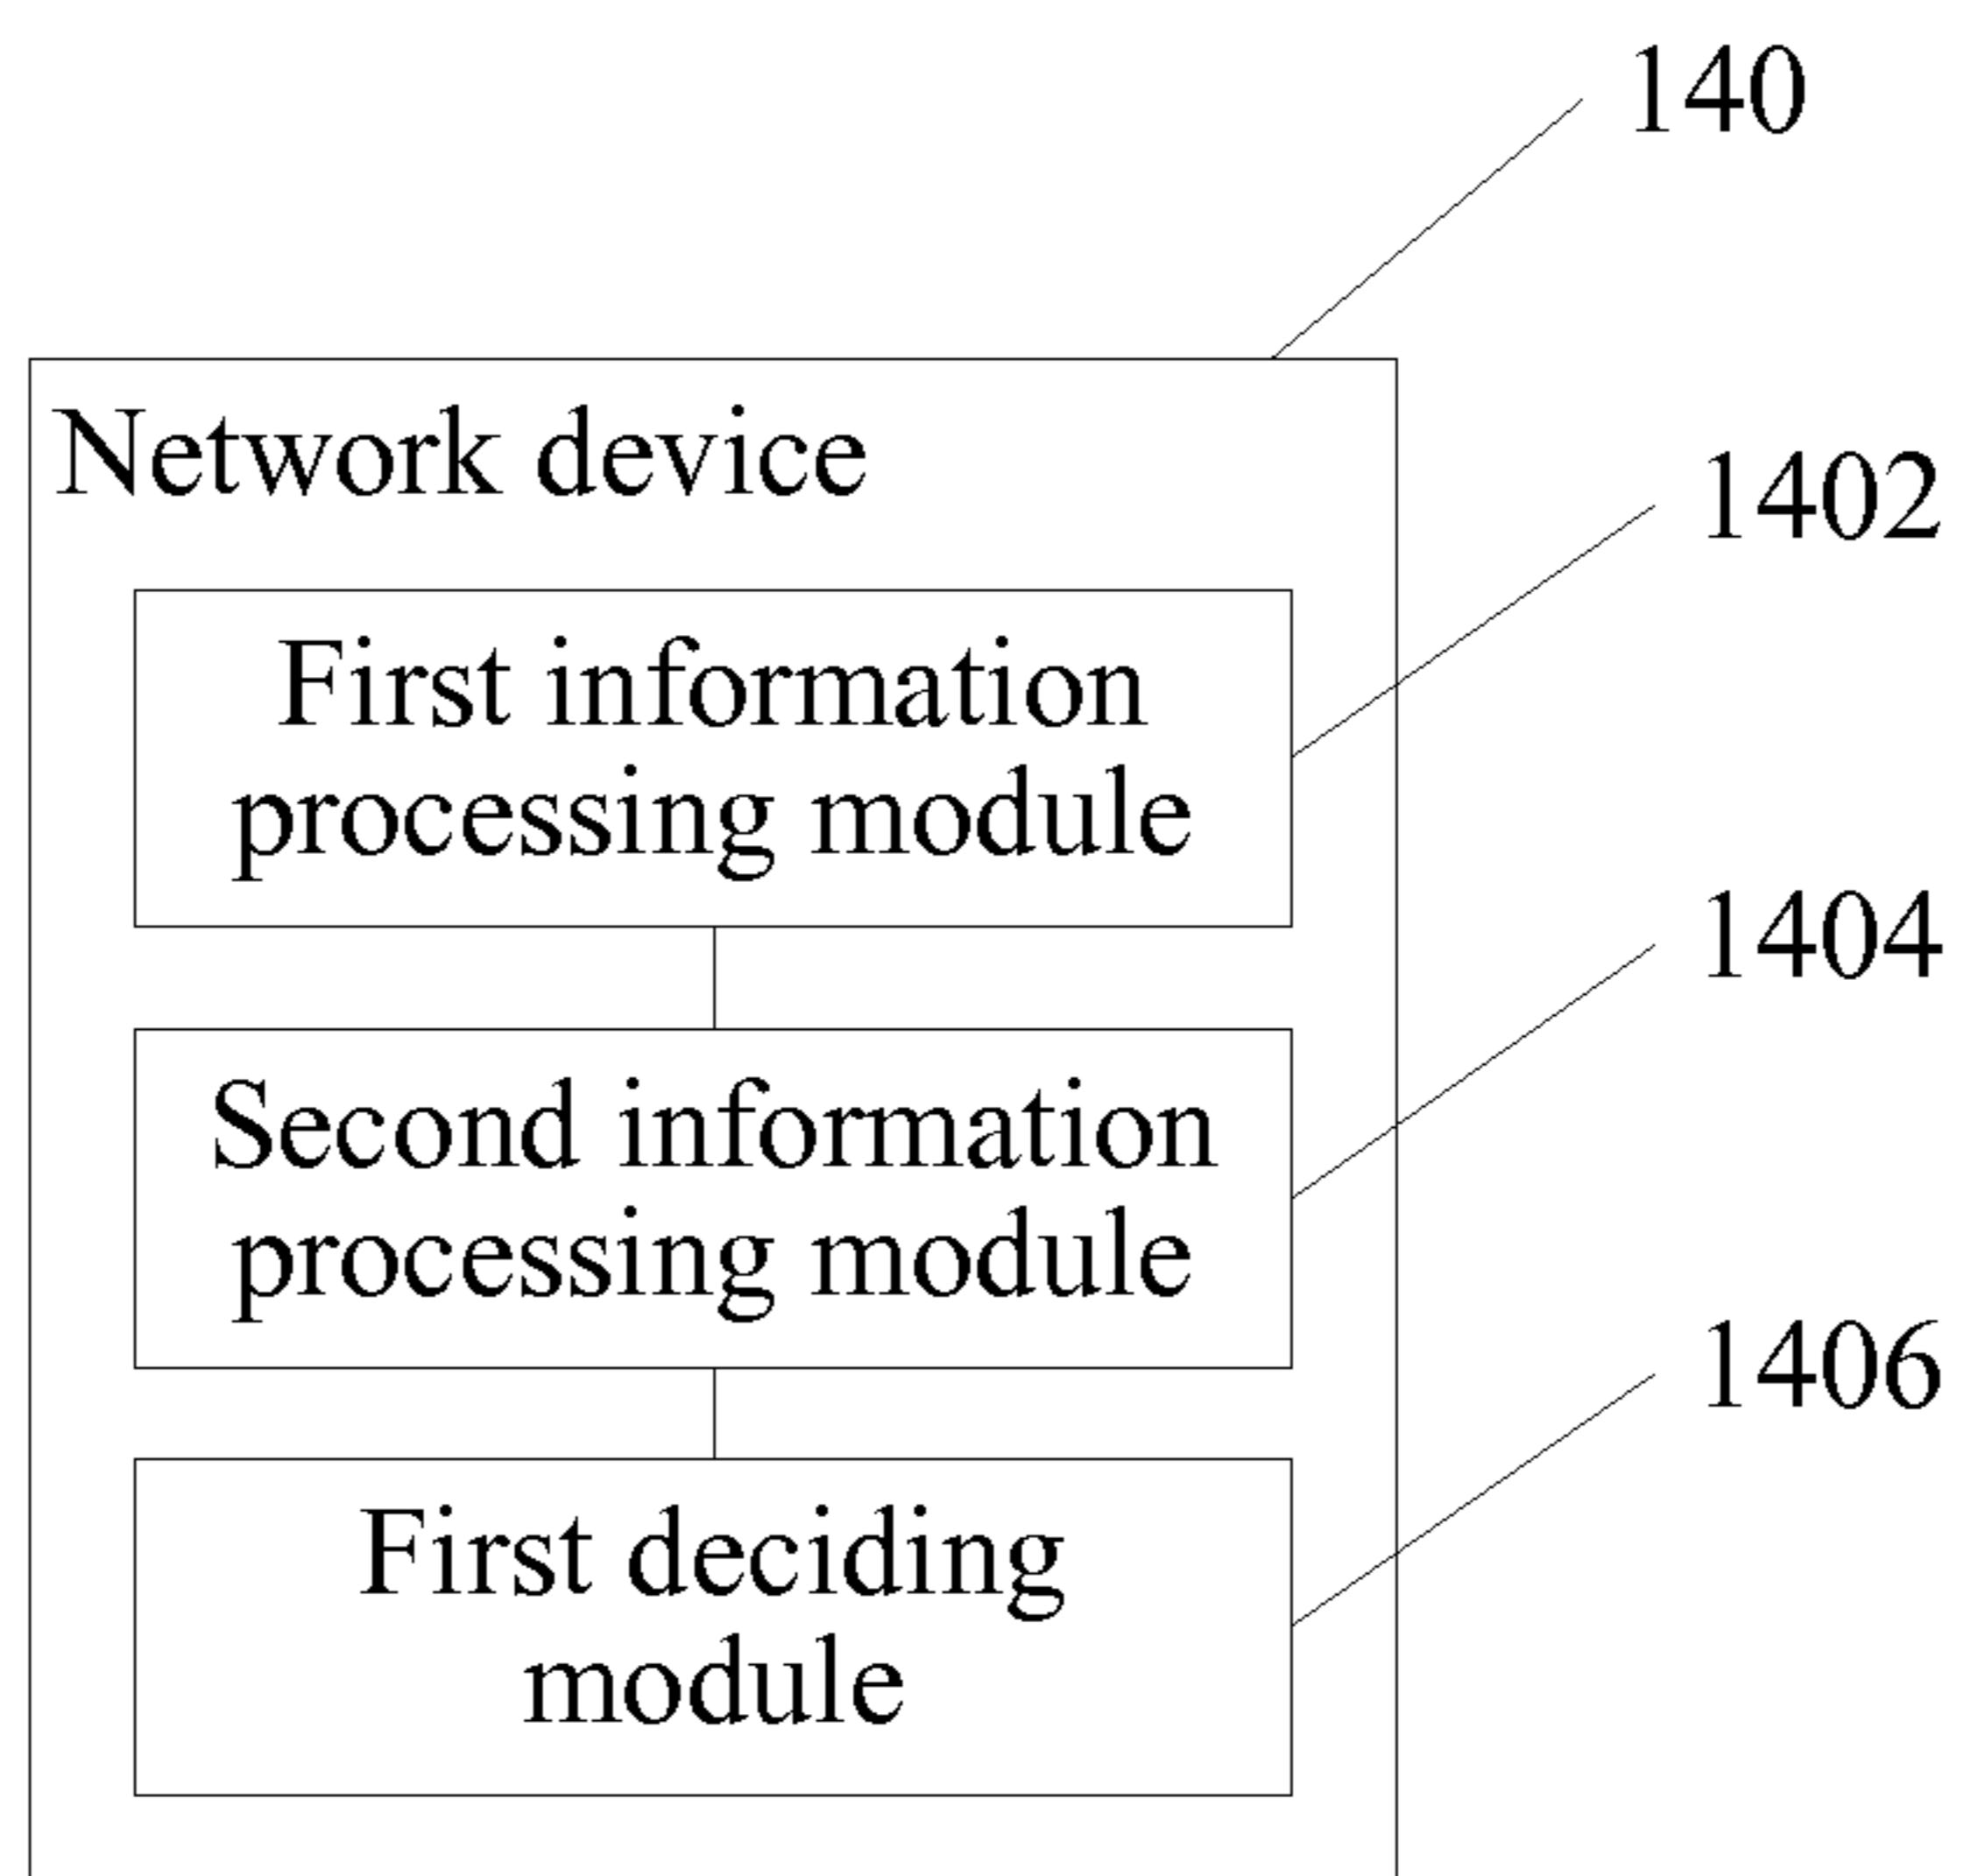 140
Network device
1402
First information
processing module
1404
Second information
processing module
1406
First deciding
module